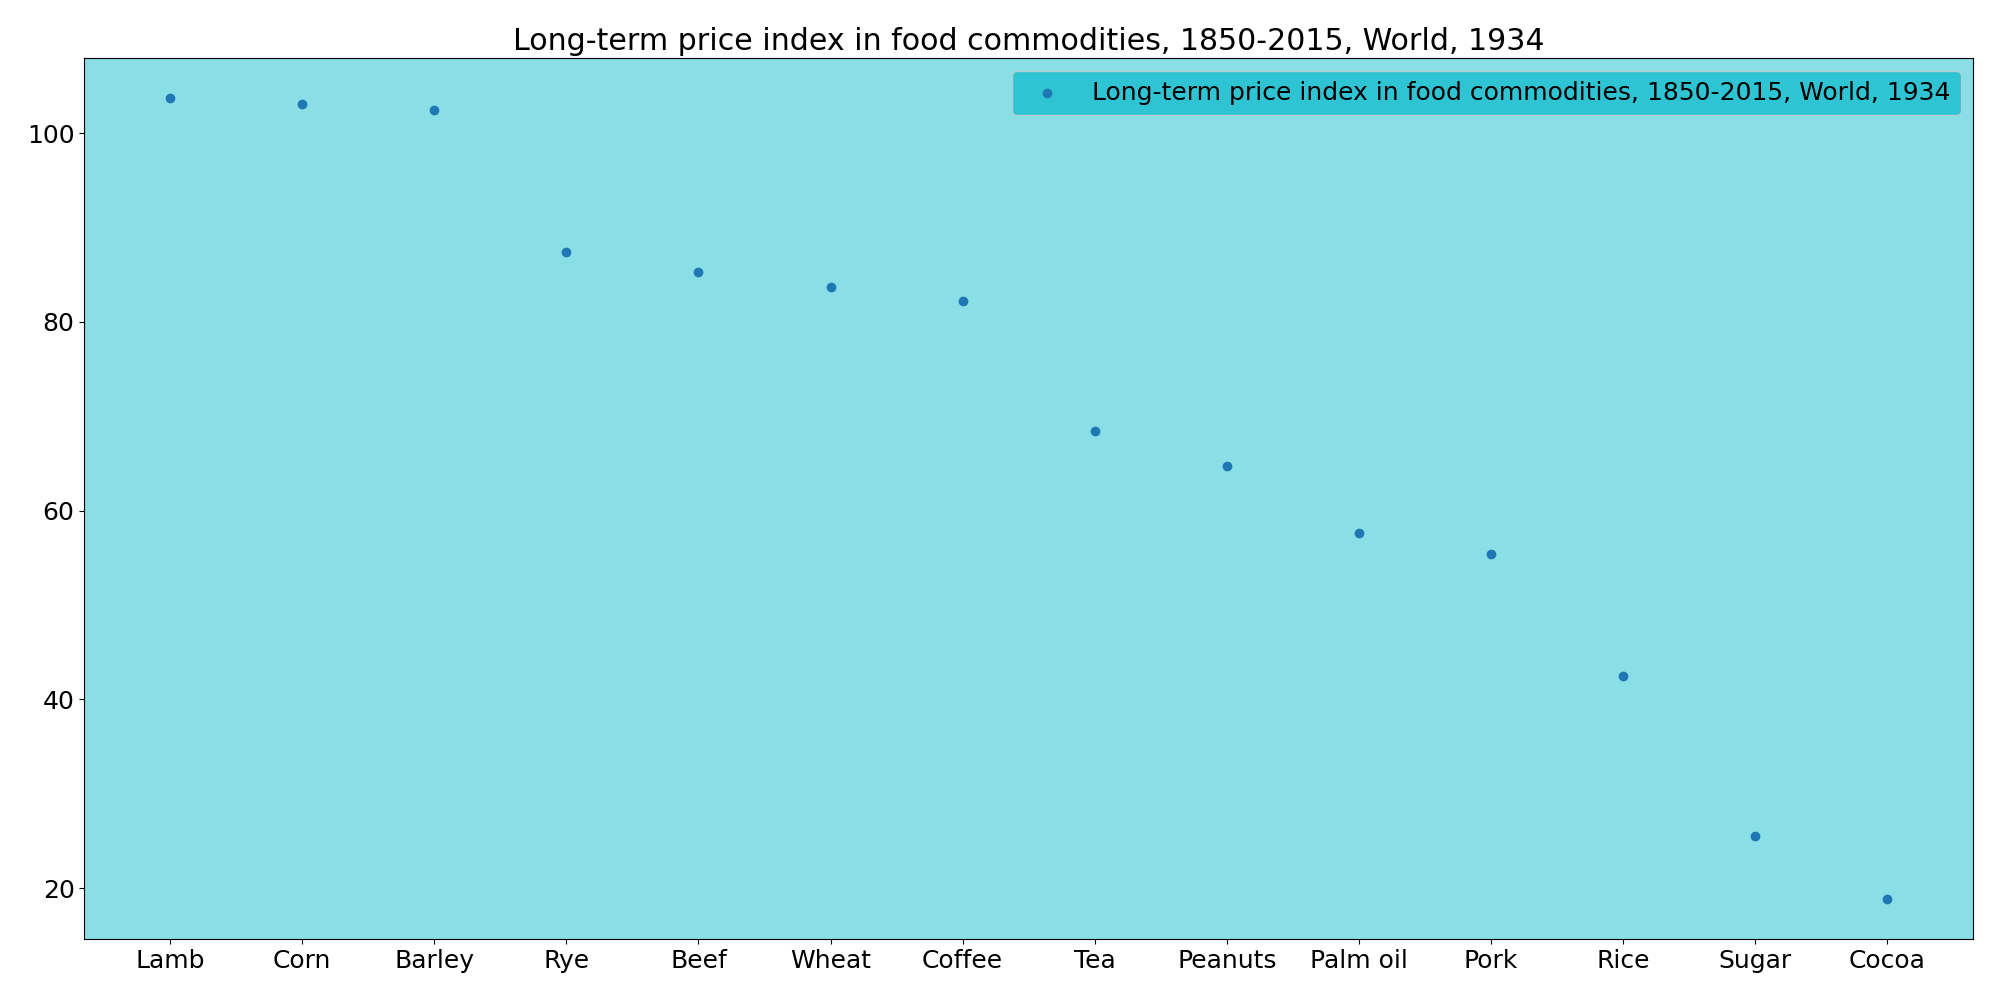 Long-term price index in food commodities, 1850-2015, World, 1934
Long-term price index in food commodities, 1850-2015, World, 1934
100
80
60
40
20
Lamb Corn Barley Rye Beef Wheat Coffee Tea Peanuts Palm oil Pork Rice Sugar Cocoa